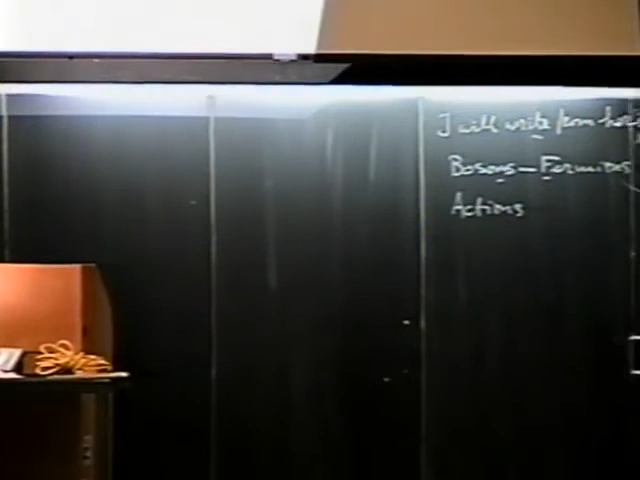 I will write from
Bosons — Fermions
Actions